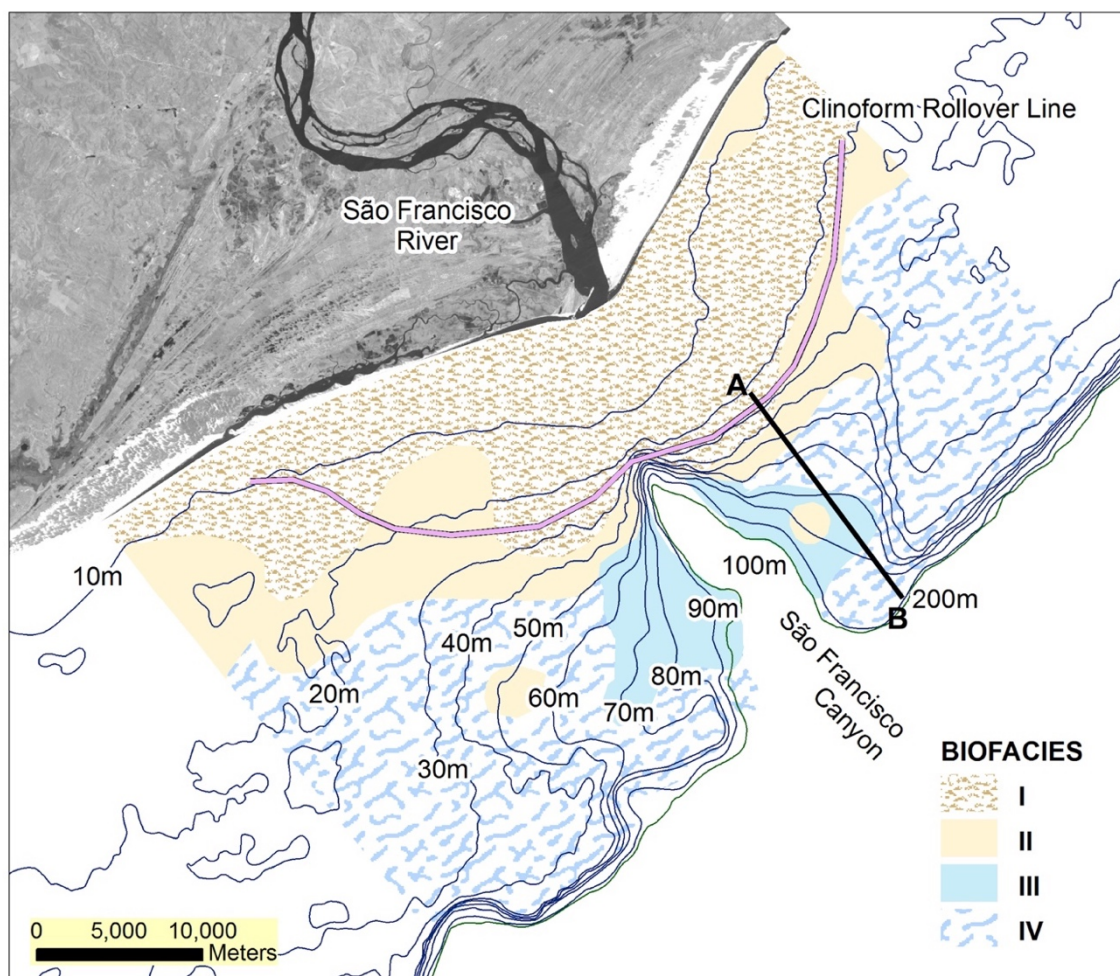 Clinoform Rollover Line
São Francisco
River
A
10m
20m
30m
40m
50m
60m
70m
80m
90m
100m
200m
B
São Francisco
Canyon
BIOFACIES
I
II
III
IV
0 5,000 10,000
Meters